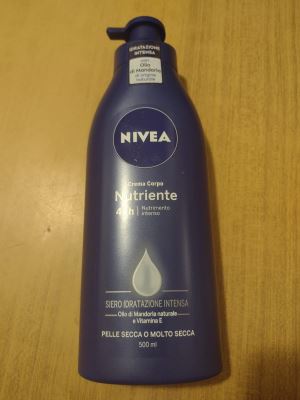 IDRATAZIONE
INTENSA
con
Olio
di Mandorla
di origine
naturale
NIVEA
Crema Corpo
Nutriente
48h | Nutrimento
intenso
SIERO IDRATAZIONE INTENSA
Olio di Mandorla naturale
e Vitamina E
PELLE SECCA O MOLTO SECCA
500 ml